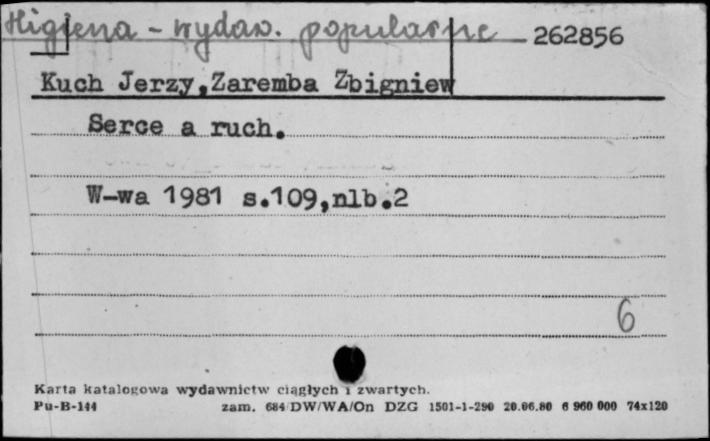 Higiena - wydaw. popularne 262856
Kuch Jerzy,Zaremba Zbigniew
Serce a ruch.
W-wa 1981 s.109,nlb.2
6
Karta katalogowa wydawnictw ciągłych i zwartych.
Pu-B-144 zam. 684/DW/WA/On DZG 1501-1-290 20.06.80 6 960 000 74x120